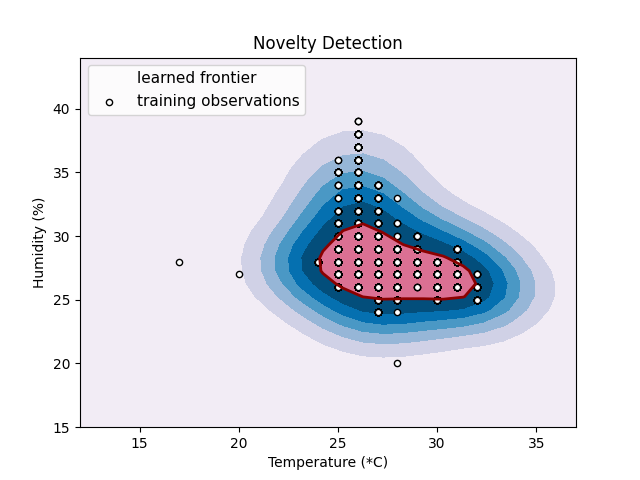 Novelty Detection
learned frontier
training observations
40
35
30
25
20
15
Humidity (%)
15 20 25 30 35
Temperature (*C)